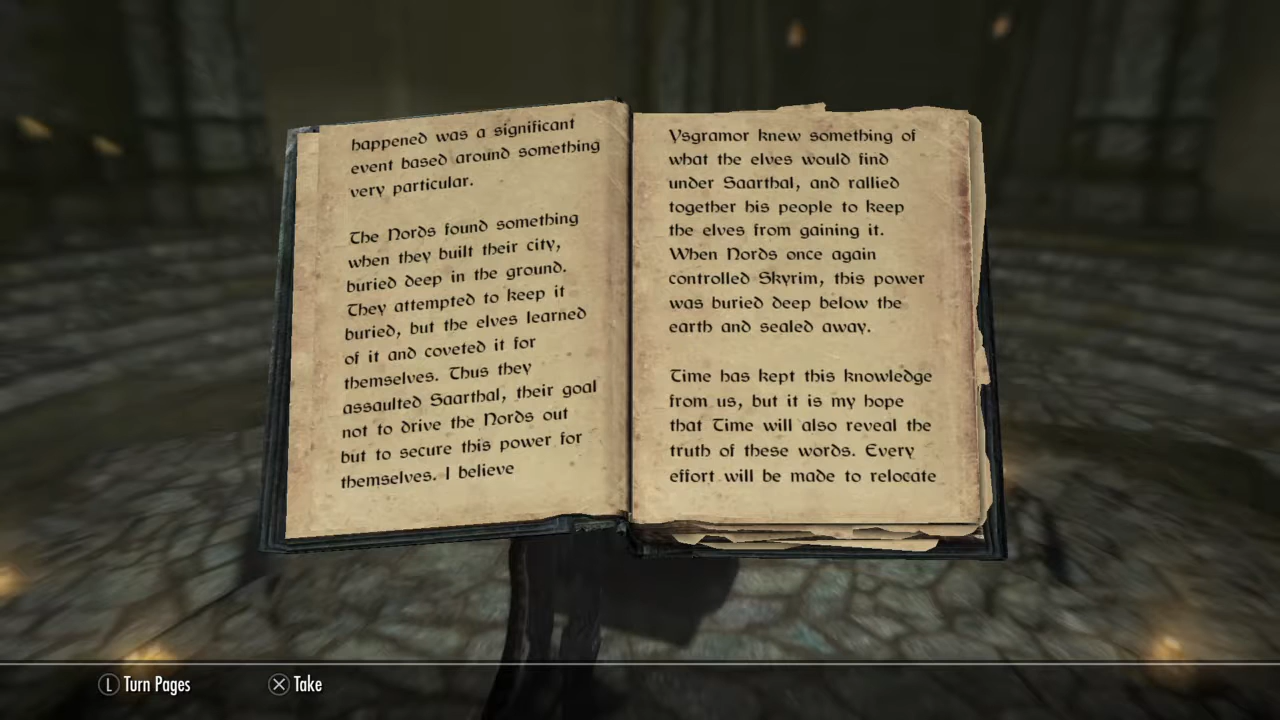 happened was a significant
event based around something
very particular.
The Nords found something
when they built their city,
buried deep in the ground.
They attempted to keep it
buried, but the elves learned
of it and coveted it for
themselves. Thus they
assaulted Saarthal, their goal
not to drive the Nords out
but to secure this power for
themselves. I believe
Ysgramor knew something of
what the elves would find
under Saarthal, and rallied
together his people to keep
the elves from gaining it.
When Nords once again
controlled Skyrim, this power
was buried deep below the
earth and sealed away.
Time has kept this knowledge
from us, but it is my hope
that Time will also reveal the
truth of these words. Every
effort will be made to relocate
L Turn Pages
X Take